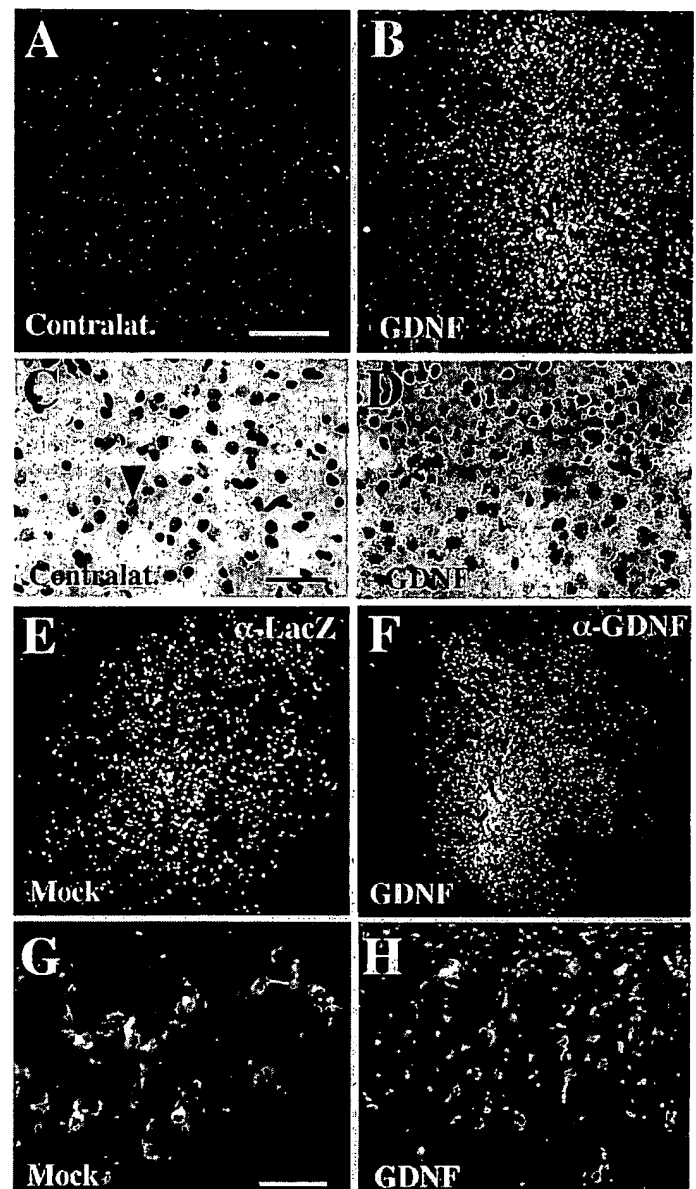 A
Contralat.
B
GDNF
C
Contralat.
D
GDNF
E
α-LacZ
Mock
F
α-GDNF
GDNF
G
Mock
H
GDNF